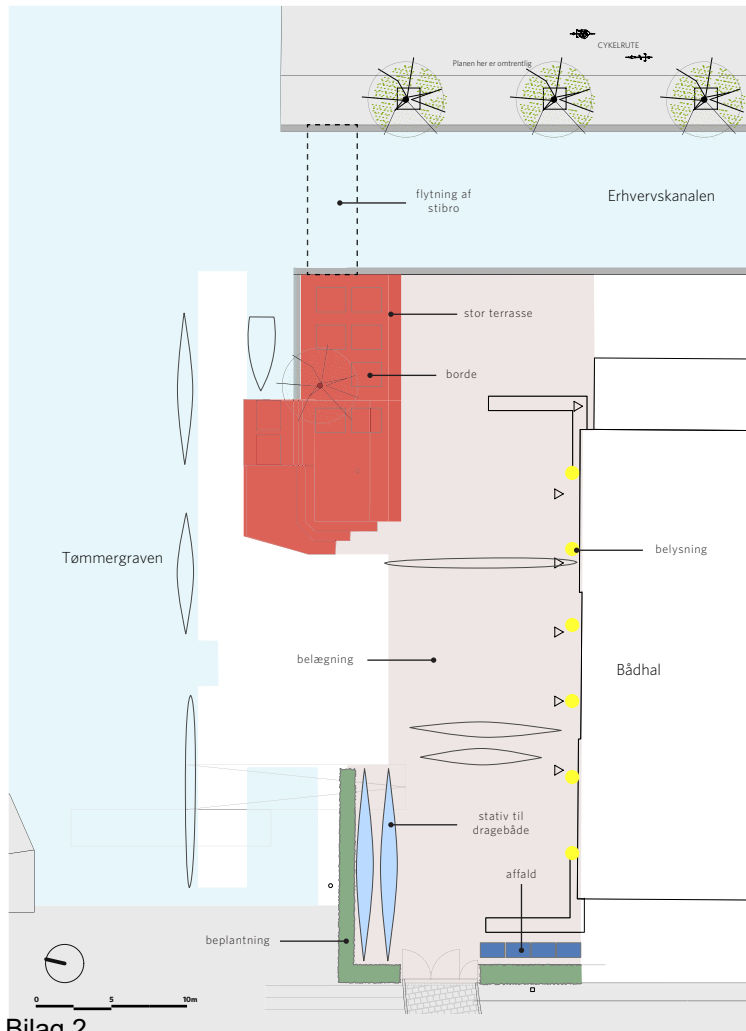 CYKELRUTE
Planen her er omtrentlig
flytning af
stibro
Erhvervskanalen
stor terrasse
borde
Tømmergraven
belysning
belægning
Bådhal
stativ til
dragebåde
affald
beplantning
0 5 10m
Bilag 2